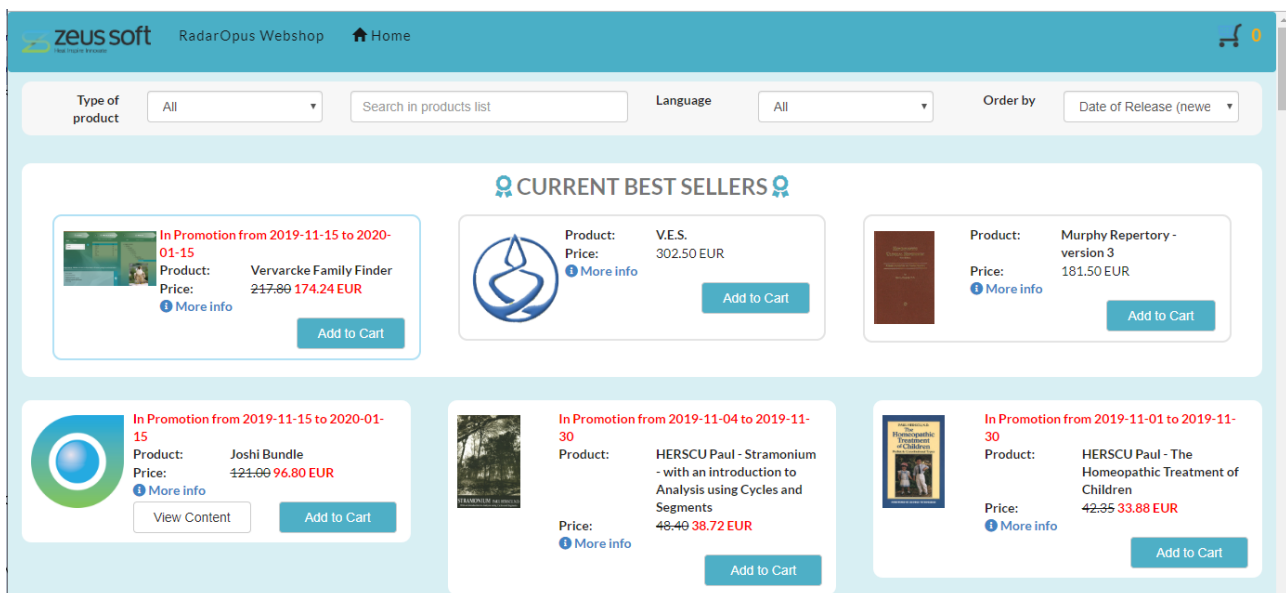 zeus soft
Heal Inspire Innovate
RadarOpus Webshop
Home
0
Type of
product
All
Search in products list
Language
All
Order by
Date of Release (newe
CURRENT BEST SELLERS
In Promotion from 2019-11-15 to 2020-
01-15
Product: Vervarcke Family Finder
Price: 217.80 174.24 EUR
More info
Add to Cart
Product: V.E.S.
Price: 302.50 EUR
More info
Add to Cart
Product: Murphy Repertory -
version 3
Price: 181.50 EUR
More info
Add to Cart
In Promotion from 2019-11-15 to 2020-01-
15
Product: Joshi Bundle
Price: 121.00 96.80 EUR
More info
View Content
Add to Cart
STRAMONIUM
In Promotion from 2019-11-04 to 2019-11-
30
Product: HERSCU Paul - Stramonium
- with an introduction to
Analysis using Cycles and
Segments
Price: 48.40 38.72 EUR
More info
Add to Cart
The
Homeopathic
Treatment
of Children
In Promotion from 2019-11-01 to 2019-11-
30
Product: HERSCU Paul - The
Homeopathic Treatment of
Children
Price: 42.35 33.88 EUR
More info
Add to Cart